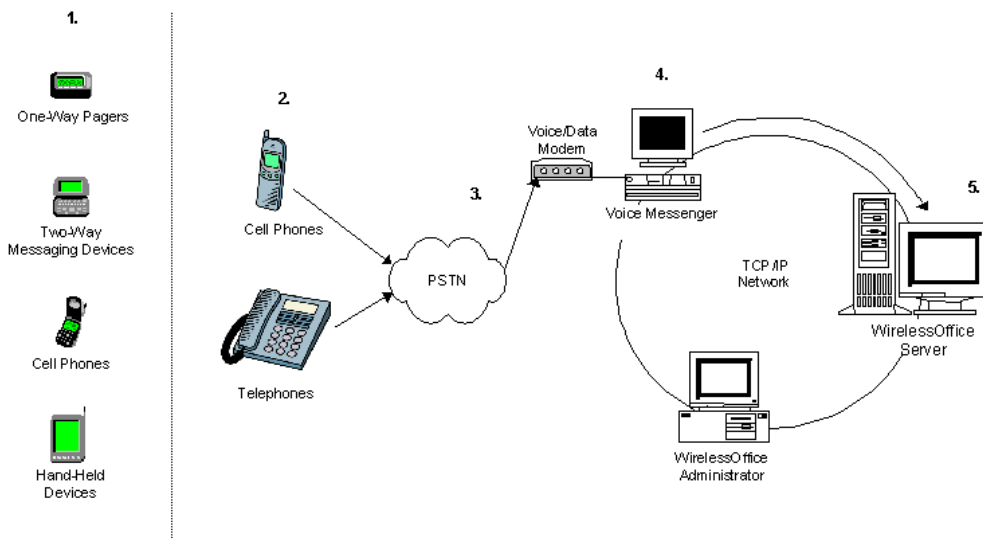 1.
One-Way Pagers
Two-Way
Messaging Devices
Cell Phones
Hand-Held
Devices
2.
Cell Phones
Telephones
3.
PSTN
Voice/Data
Modem
4.
Voice Messenger
TCP/IP
Network
5.
WirelessOffice
Server
WirelessOffice
Administrator